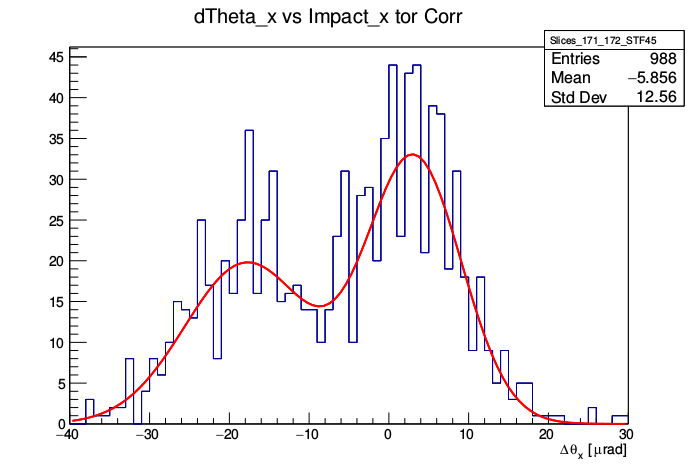 dTheta_x vs Impact_x tor Corr
Slices_171_172_STF45
Entries 988
Mean −5.856
Std Dev 12.56
45
40
35
30
25
20
15
10
5
0
−40 −30 −20 −10 0 10 20 30
Δθx [μrad]